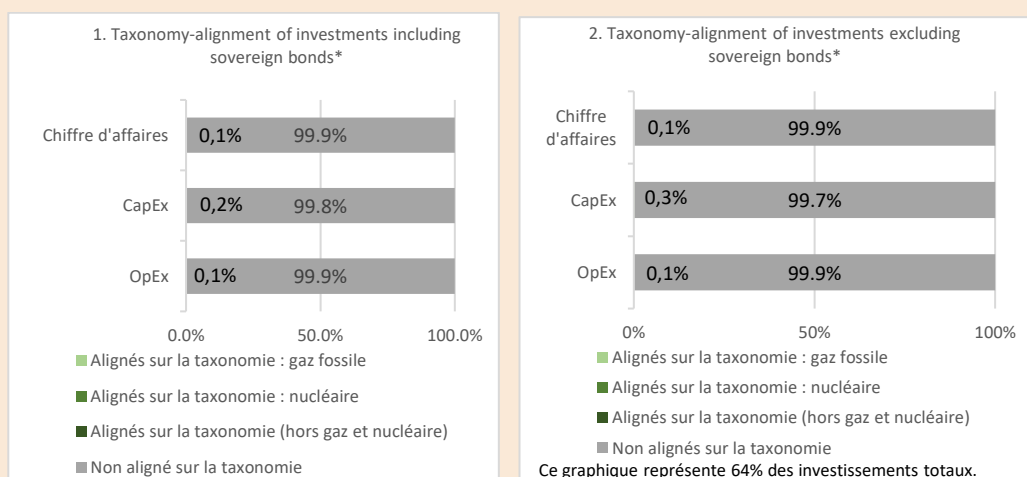 1. Taxonomy-alignment of investments including
sovereign bonds*
Chiffre d'affaires
0,1%
99.9%
CapEx
0,2%
99.8%
OpEx
0,1%
99.9%
0.0%
50.0%
100.0%
Alignés sur la taxonomie : gaz fossile
Alignés sur la taxonomie : nucléaire
Alignés sur la taxonomie (hors gaz et nucléaire)
Non aligné sur la taxonomie
2. Taxonomy-alignment of investments excluding
sovereign bonds*
Chiffre
d'affaires
0,1%
99.9%
CapEx
0,3%
99.7%
OpEx
0,1%
99.9%
0%
50%
100%
Alignés sur la taxonomie : gaz fossile
Alignés sur la taxonomie : nucléaire
Alignés sur la taxonomie (hors gaz et nucléaire)
Non alignés sur la taxonomie
Ce graphique représente 64% des investissements totaux.